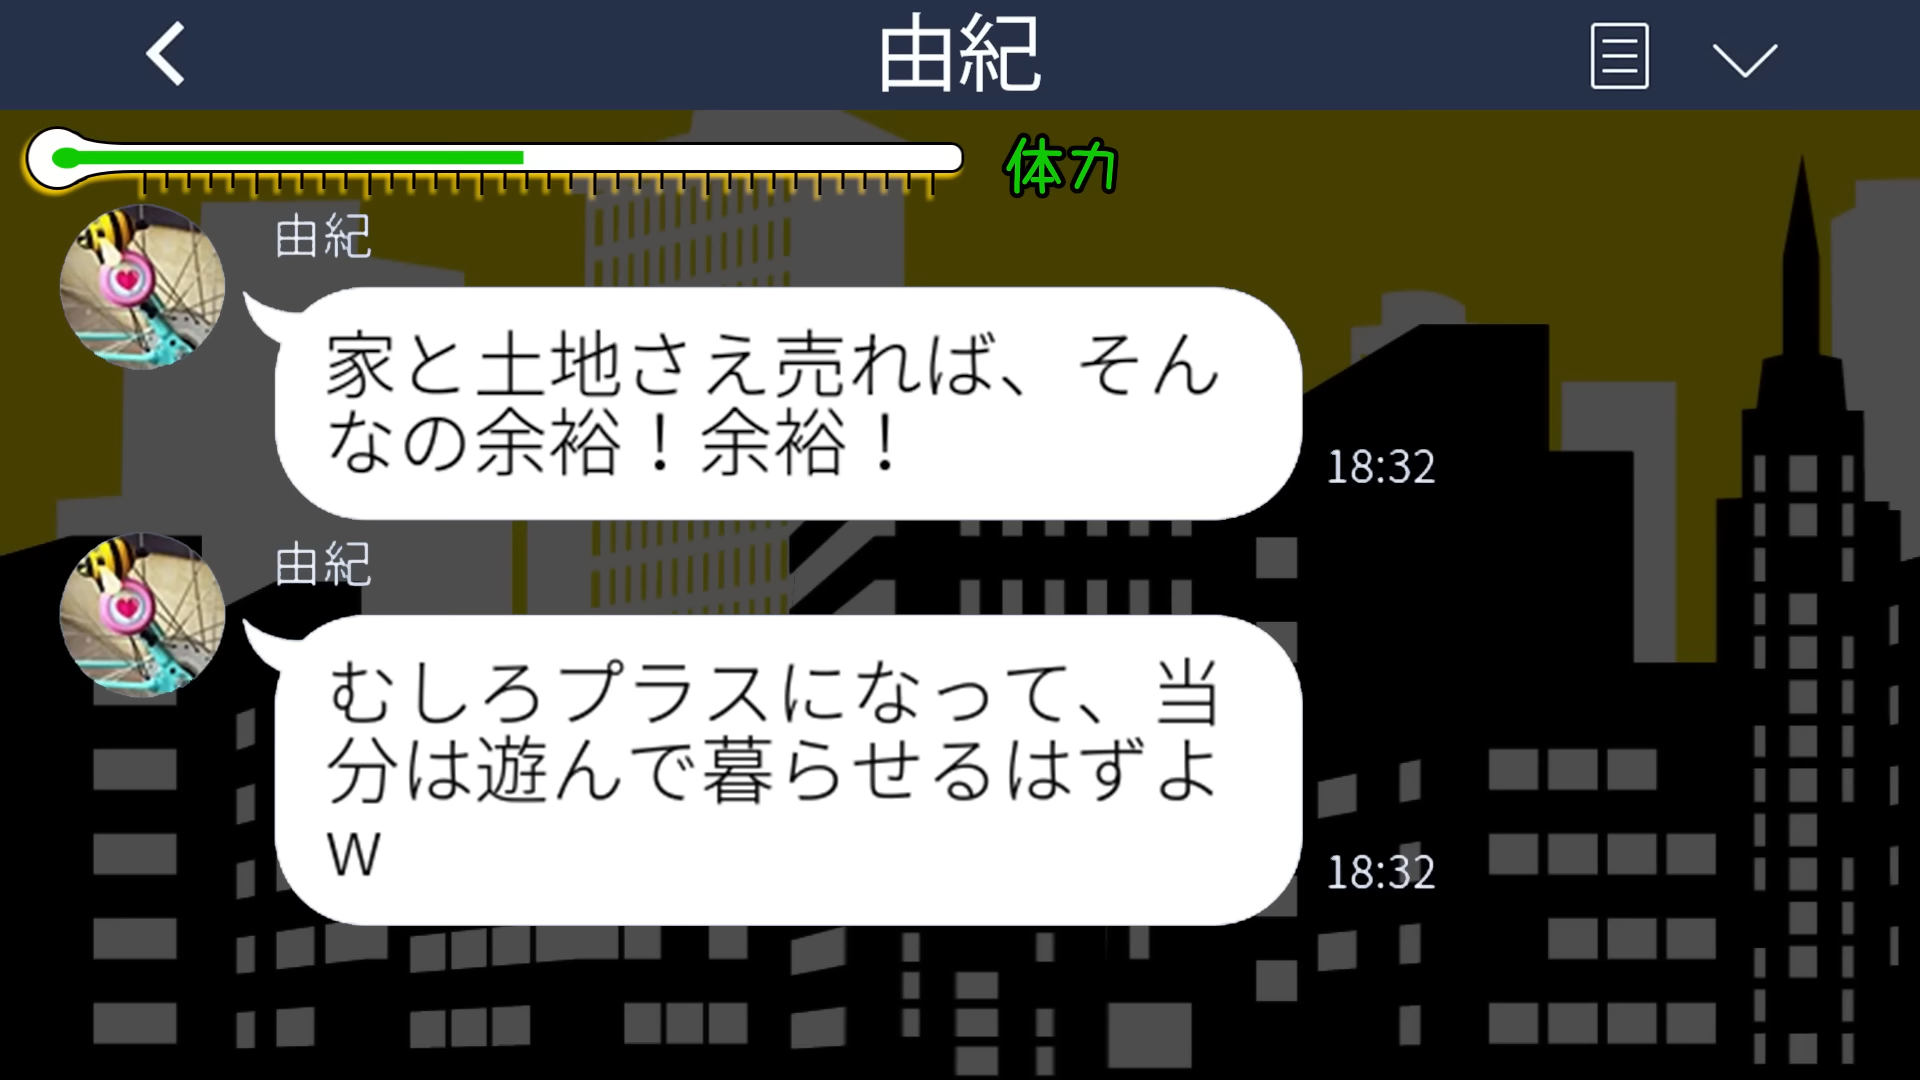 由紀
体力
由紀
家と土地さえ売れば、そん
なの余裕！余裕！
18:32
由紀
むしろプラスになって、当
分は遊んで暮らせるはずよ
w
18:32